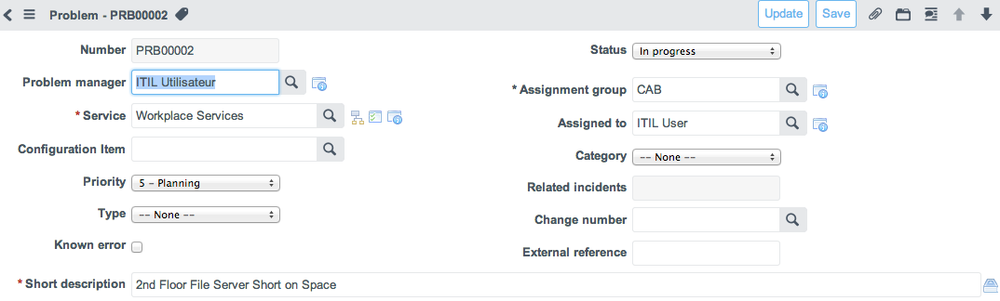 Problem - PRB00002
Update
Save
Number PRB00002
Status In progress
Problem manager ITIL Utilisateur
* Assignment group CAB
* Service Workplace Services
Assigned to ITIL User
Configuration Item
Category -- None --
Priority 5 - Planning
Related incidents
Type -- None --
Change number
Known error
External reference
* Short description 2nd Floor File Server Short on Space